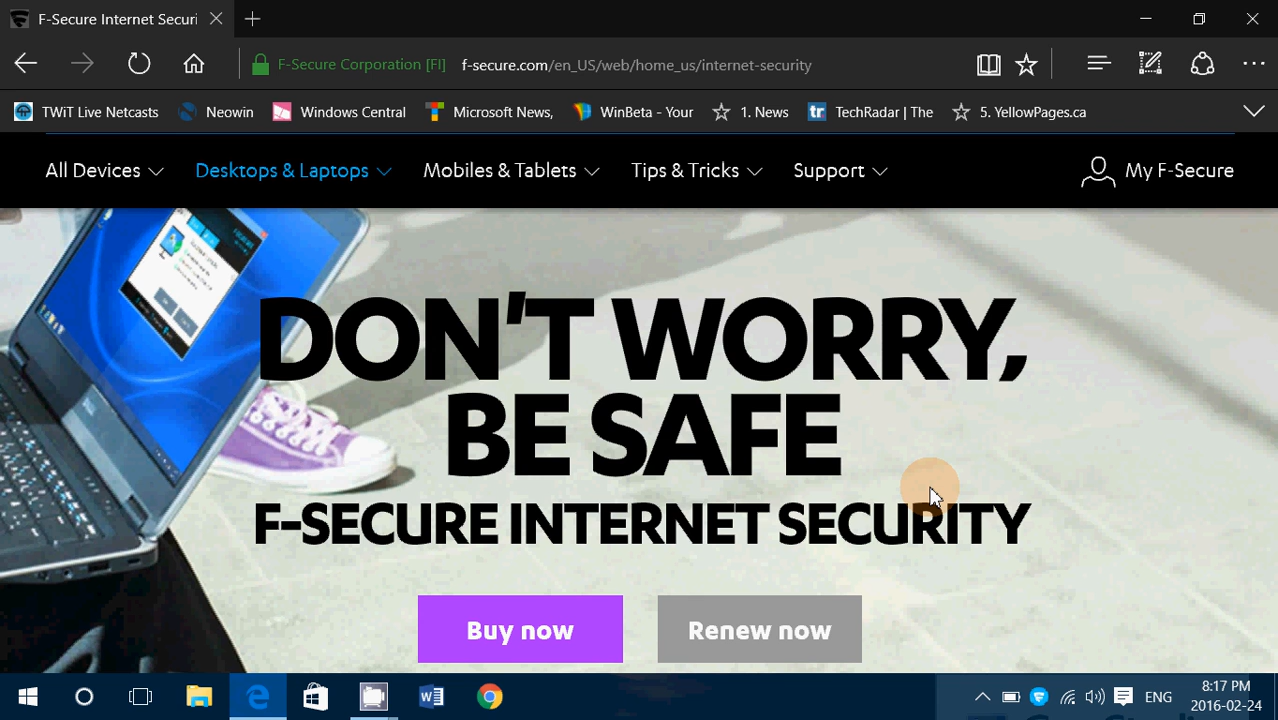 F-Secure Internet Securi
F-Secure Corporation [FI] f-secure.com/en_US/web/home_us/internet-security
TWiT Live Netcasts Neowin Windows Central Microsoft News, WinBeta - Your 1. News tr TechRadar | The 5. YellowPages.ca
All Devices Desktops & Laptops Mobiles & Tablets Tips & Tricks Support My F-Secure
DON'T WORRY,
BE SAFE
F-SECURE INTERNET SECURITY
Buy now Renew now
ENG
8:17 PM
2016-02-24